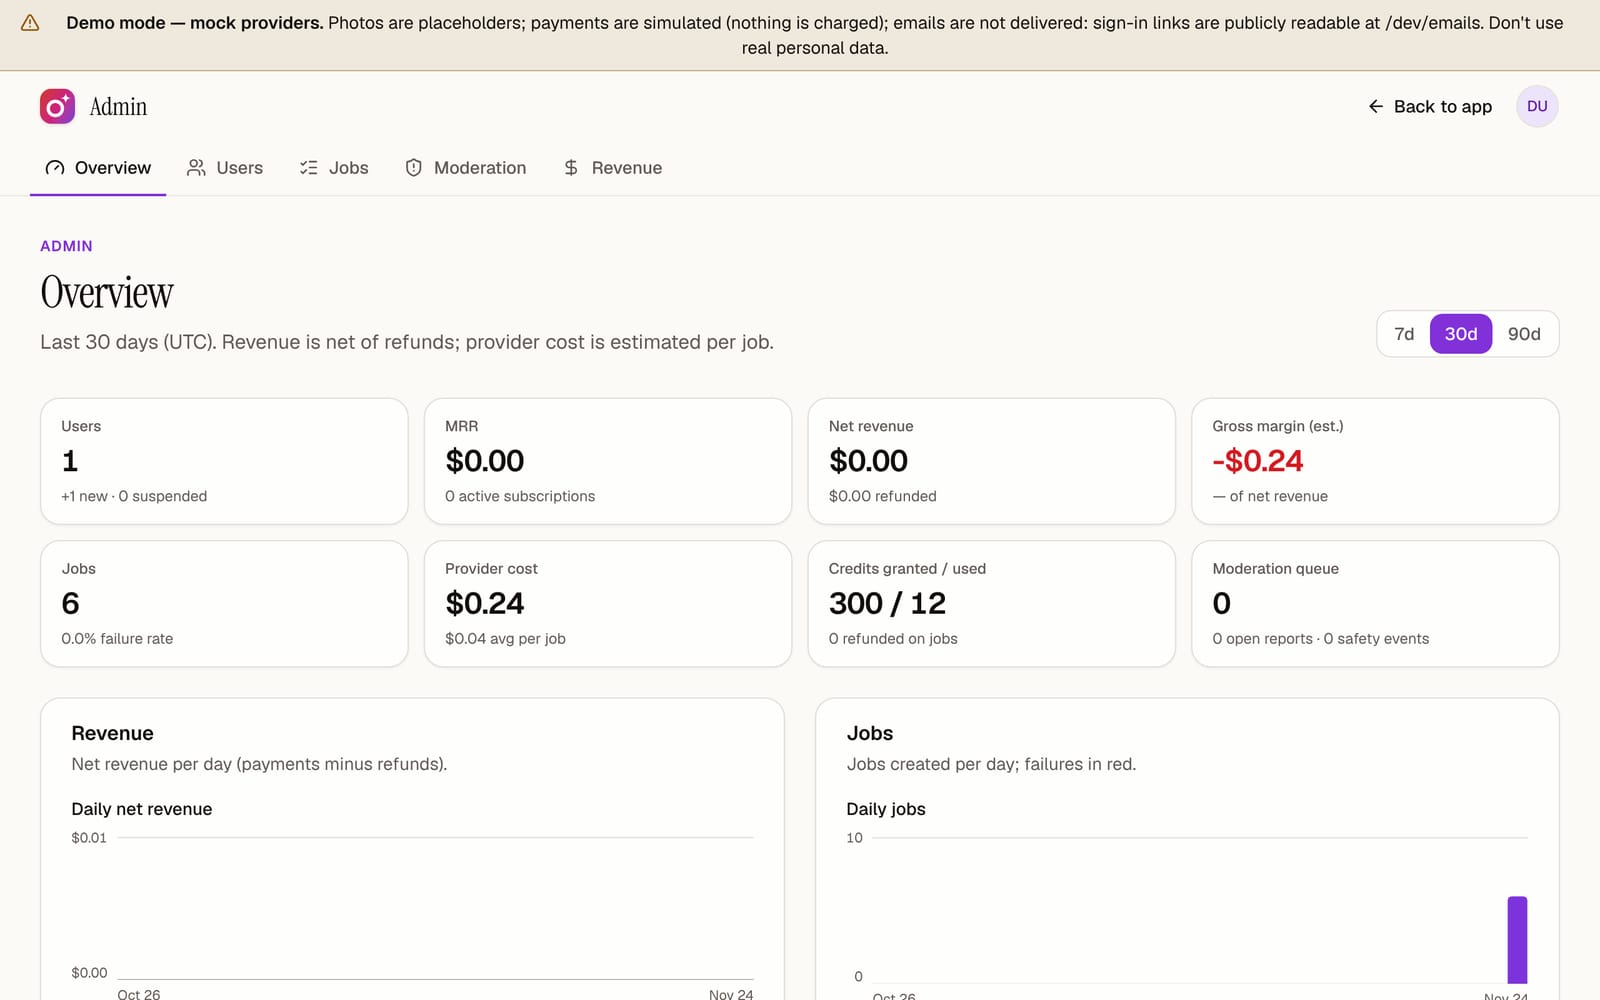 Demo mode — mock providers. Photos are placeholders; payments are simulated (nothing is charged); emails are not delivered: sign-in links are publicly readable at /dev/emails. Don't use
real personal data.
Admin
Back to app
DU
Overview
Users
Jobs
Moderation
Revenue
ADMIN
Overview
Last 30 days (UTC). Revenue is net of refunds; provider cost is estimated per job.
7d
30d
90d
Users
1
+1 new · 0 suspended
MRR
$0.00
0 active subscriptions
Net revenue
$0.00
$0.00 refunded
Gross margin (est.)
-$0.24
— of net revenue
Jobs
6
0.0% failure rate
Provider cost
$0.24
$0.04 avg per job
Credits granted / used
300 / 12
0 refunded on jobs
Moderation queue
0
0 open reports · 0 safety events
Revenue
Net revenue per day (payments minus refunds).
Daily net revenue
$0.01
$0.00
Oct 26
Nov 24
Jobs
Jobs created per day; failures in red.
Daily jobs
10
0
Oct 26
Nov 24